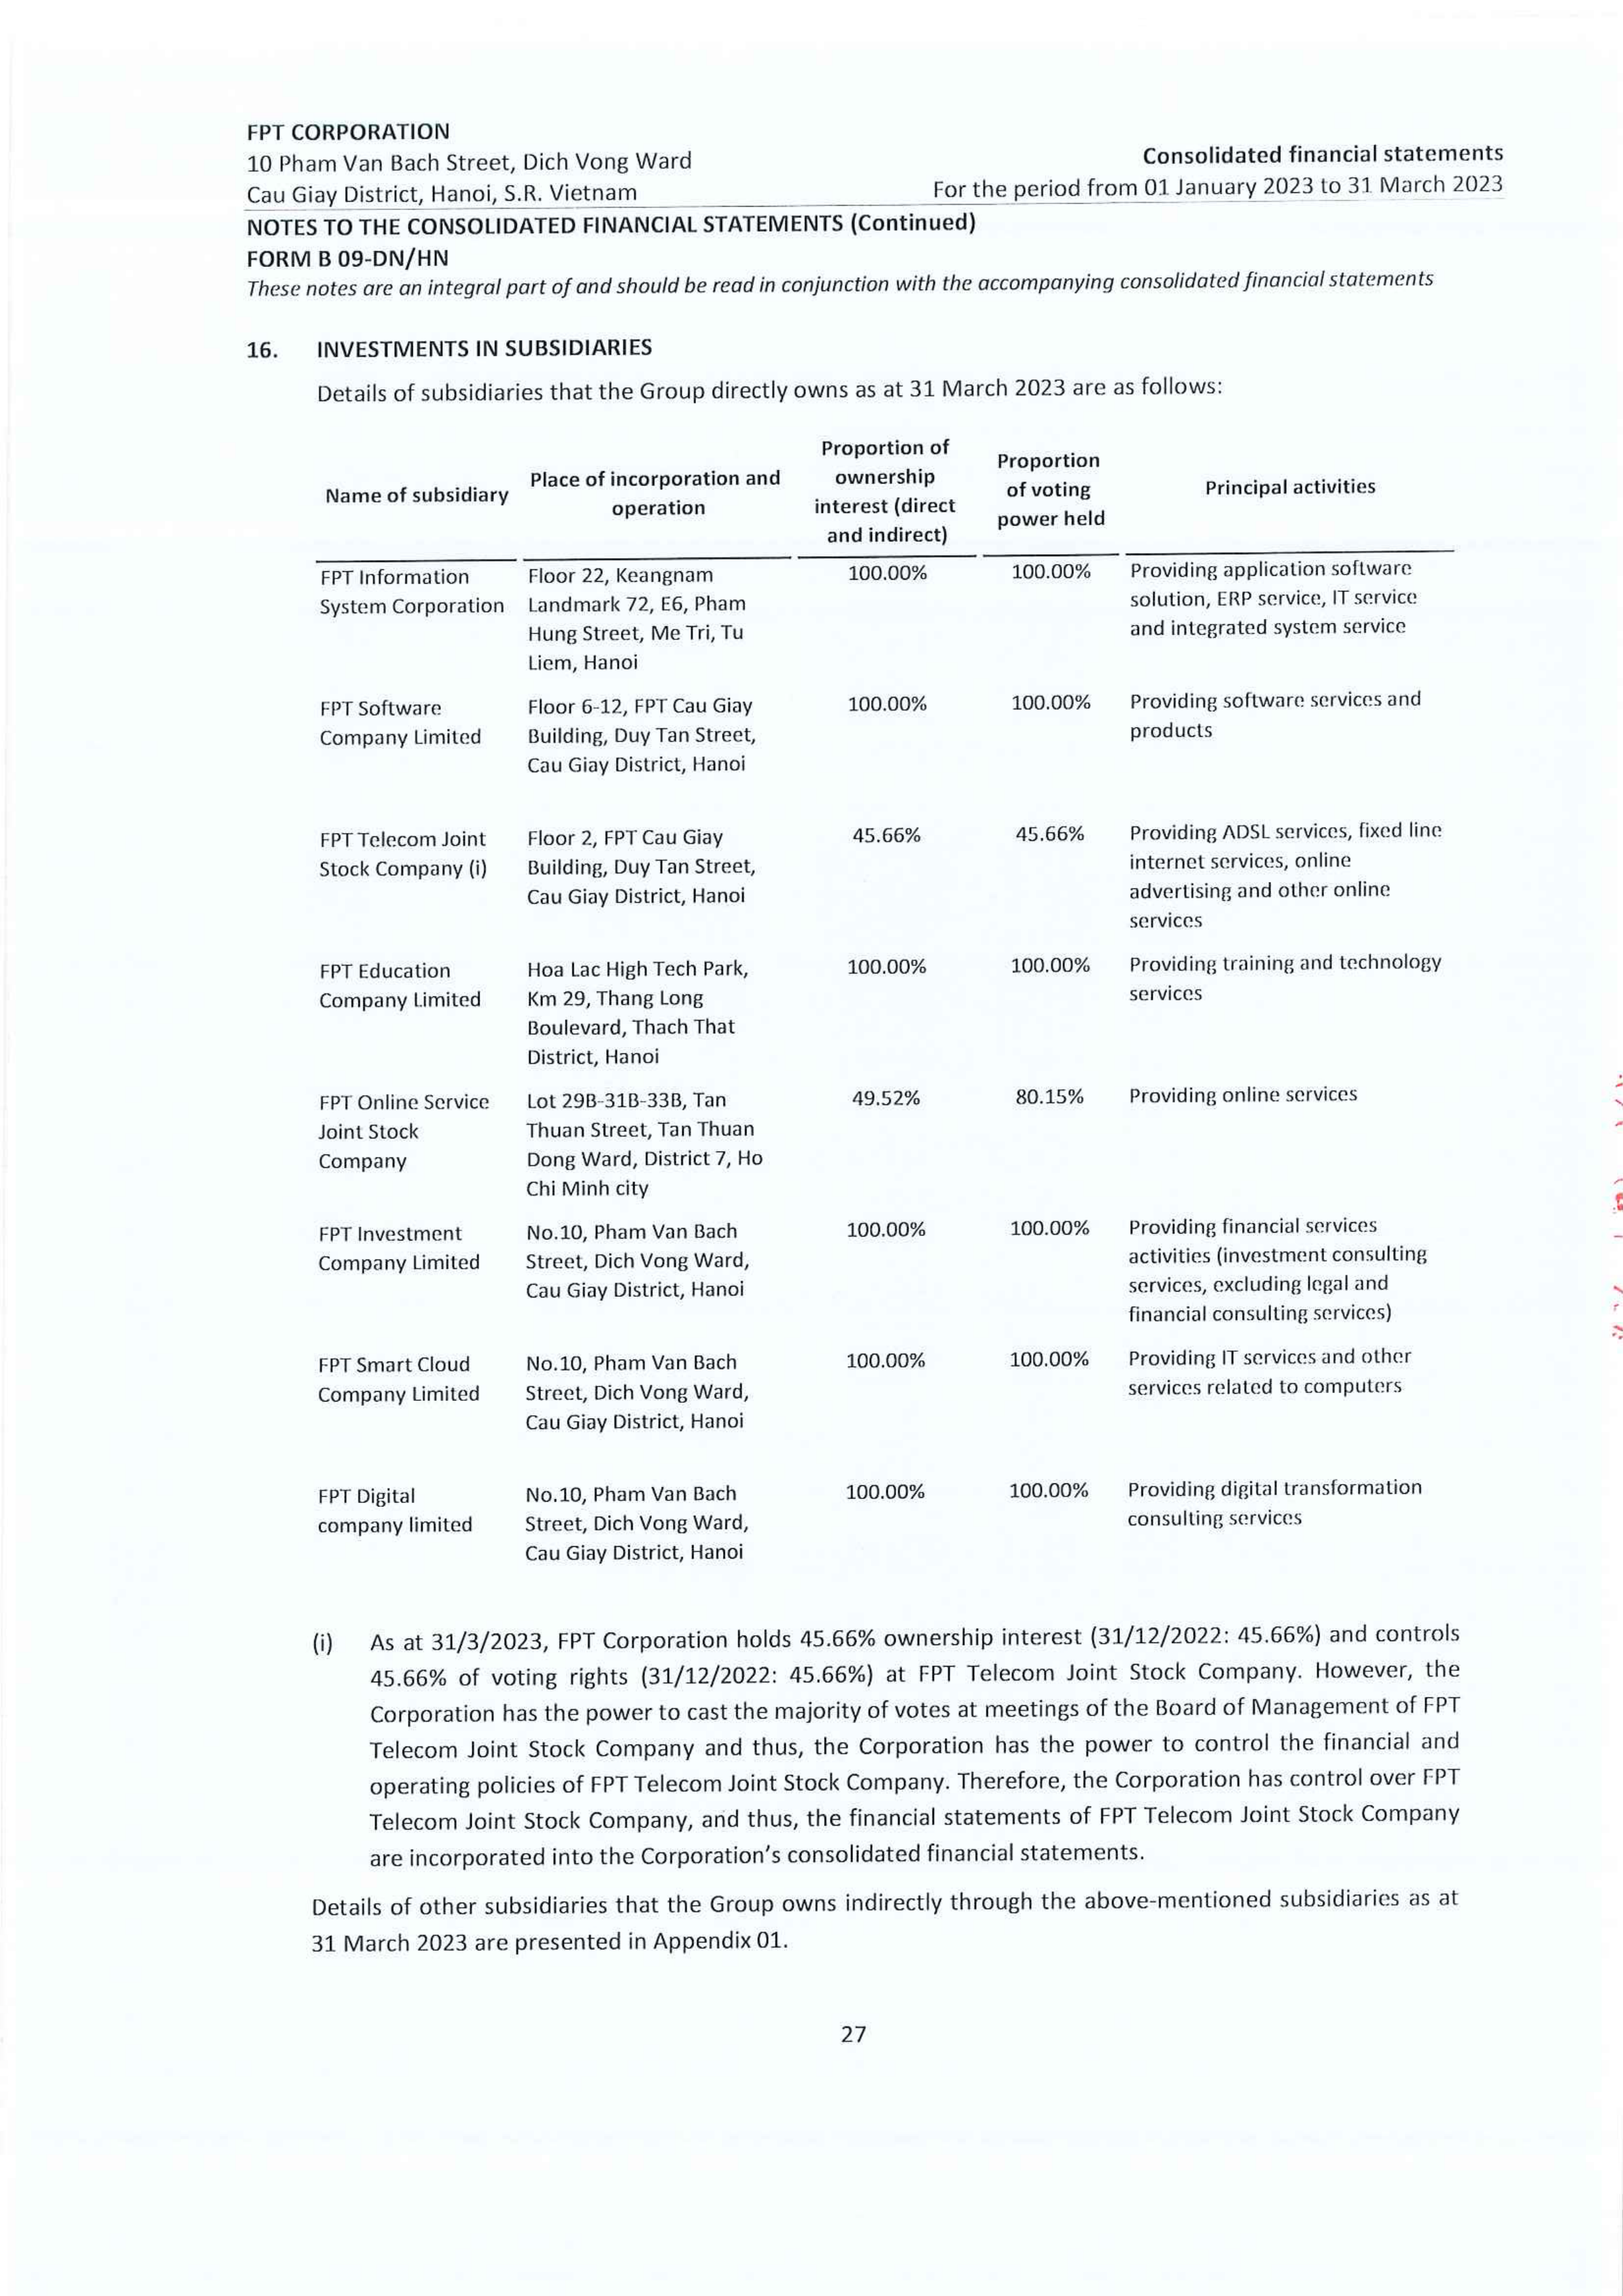 FPT CORPORATION
10 Pham Van Bach Street, Dich Vong Ward
Cau Giay District, Hanoi, S.R. Vietnam
Consolidated financial statements
For the period from 01 January 2023 to 31 March 2023
NOTES TO THE CONSOLIDATED FINANCIAL STATEMENTS (Continued)
FORM B 09-DN/HN
These notes are an integral part of and should be read in conjunction with the accompanying consolidated financial statements
16. INVESTMENTS IN SUBSIDIARIES
Details of subsidiaries that the Group directly owns as at 31 March 2023 are as follows:
Name of subsidiary
Place of incorporation and
operation
Proportion of
ownership
interest (direct
and indirect)
Proportion
of voting
power held
Principal activities
FPT Information
System Corporation
Floor 22, Keangnam
Landmark 72, E6, Pham
Hung Street, Me Tri, Tu
Liem, Hanoi
100.00%
100.00%
Providing application software
solution, ERP service, IT service
and integrated system service
FPT Software
Company Limited
Floor 6-12, FPT Cau Giay
Building, Duy Tan Street,
Cau Giay District, Hanoi
100.00%
100.00%
Providing software services and
products
FPT Telecom Joint
Stock Company (i)
Floor 2, FPT Cau Giay
Building, Duy Tan Street,
Cau Giay District, Hanoi
45.66%
45.66%
Providing ADSL services, fixed line
internet services, online
advertising and other online
services
FPT Education
Company Limited
Hoa Lac High Tech Park,
Km 29, Thang Long
Boulevard, Thach That
District, Hanoi
100.00%
100.00%
Providing training and technology
services
FPT Online Service
Joint Stock
Company
Lot 29B-31B-33B, Tan
Thuan Street, Tan Thuan
Dong Ward, District 7, Ho
Chi Minh city
49.52%
80.15%
Providing online services
FPT Investment
Company Limited
No.10, Pham Van Bach
Street, Dich Vong Ward,
Cau Giay District, Hanoi
100.00%
100.00%
Providing financial services
activities (investment consulting
services, excluding legal and
financial consulting services)
FPT Smart Cloud
Company Limited
No.10, Pham Van Bach
Street, Dich Vong Ward,
Cau Giay District, Hanoi
100.00%
100.00%
Providing IT services and other
services related to computers
FPT Digital
company limited
No.10, Pham Van Bach
Street, Dich Vong Ward,
Cau Giay District, Hanoi
100.00%
100.00%
Providing digital transformation
consulting services
(i) As at 31/3/2023, FPT Corporation holds 45.66% ownership interest (31/12/2022: 45.66%) and controls
45.66% of voting rights (31/12/2022: 45.66%) at FPT Telecom Joint Stock Company. However, the
Corporation has the power to cast the majority of votes at meetings of the Board of Management of FPT
Telecom Joint Stock Company and thus, the Corporation has the power to control the financial and
operating policies of FPT Telecom Joint Stock Company. Therefore, the Corporation has control over FPT
Telecom Joint Stock Company, and thus, the financial statements of FPT Telecom Joint Stock Company
are incorporated into the Corporation's consolidated financial statements.
Details of other subsidiaries that the Group owns indirectly through the above-mentioned subsidiaries as at
31 March 2023 are presented in Appendix 01.
27